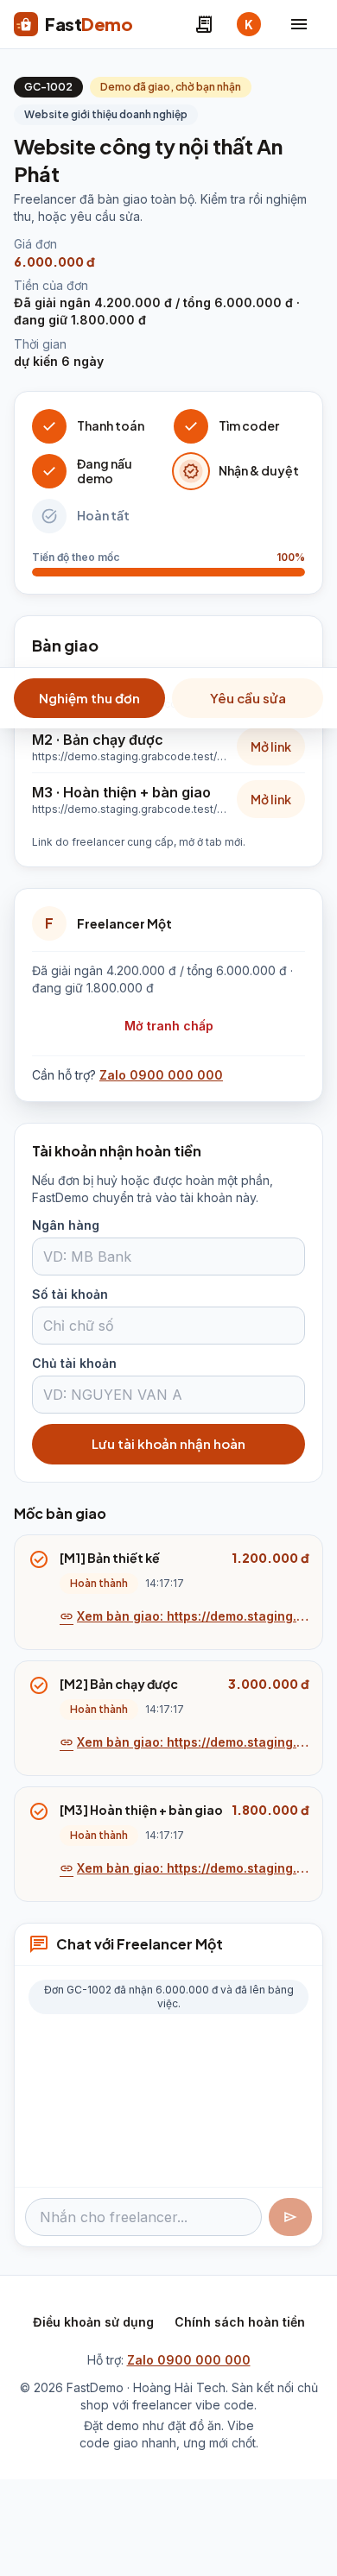 FastDemo
K
GC-1002
Demo đã giao, chờ bạn nhận
Website giới thiệu doanh nghiệp
Website công ty nội thất An
Phát
Freelancer đã bàn giao toàn bộ. Kiểm tra rồi nghiệm
thu, hoặc yêu cầu sửa.
Giá đơn
6.000.000 đ
Tiền của đơn
Đã giải ngân 4.200.000 đ / tổng 6.000.000 đ ·
đang giữ 1.800.000 đ
Thời gian
dự kiến 6 ngày
Thanh toán
Tìm coder
Đang nấu
demo
Nhận & duyệt
Hoàn tất
Tiến độ theo mốc
100%
Bàn giao
Nghiệm thu đơn
Yêu cầu sửa
M2 · Bản chạy được
https://demo.staging.grabcode.test/...
Mở link
M3 · Hoàn thiện + bàn giao
https://demo.staging.grabcode.test/...
Mở link
Link do freelancer cung cấp, mở ở tab mới.
F
Freelancer Một
Đã giải ngân 4.200.000 đ / tổng 6.000.000 đ ·
đang giữ 1.800.000 đ
Mở tranh chấp
Cần hỗ trợ? Zalo 0900 000 000
Tài khoản nhận hoàn tiền
Nếu đơn bị huỷ hoặc được hoàn một phần,
FastDemo chuyển trả vào tài khoản này.
Ngân hàng
VD: MB Bank
Số tài khoản
Chỉ chữ số
Chủ tài khoản
VD: NGUYEN VAN A
Lưu tài khoản nhận hoàn
Mốc bàn giao
[M1] Bản thiết kế
1.200.000 đ
Hoàn thành
14:17:17
Xem bàn giao: https://demo.staging....
[M2] Bản chạy được
3.000.000 đ
Hoàn thành
14:17:17
Xem bàn giao: https://demo.staging....
[M3] Hoàn thiện + bàn giao
1.800.000 đ
Hoàn thành
14:17:17
Xem bàn giao: https://demo.staging....
Chat với Freelancer Một
Đơn GC-1002 đã nhận 6.000.000 đ và đã lên bảng
việc.
Nhắn cho freelancer...
Điều khoản sử dụng
Chính sách hoàn tiền
Hỗ trợ: Zalo 0900 000 000
© 2026 FastDemo · Hoàng Hải Tech. Sàn kết nối chủ
shop với freelancer vibe code.
Đặt demo như đặt đồ ăn. Vibe
code giao nhanh, ưng mới chốt.